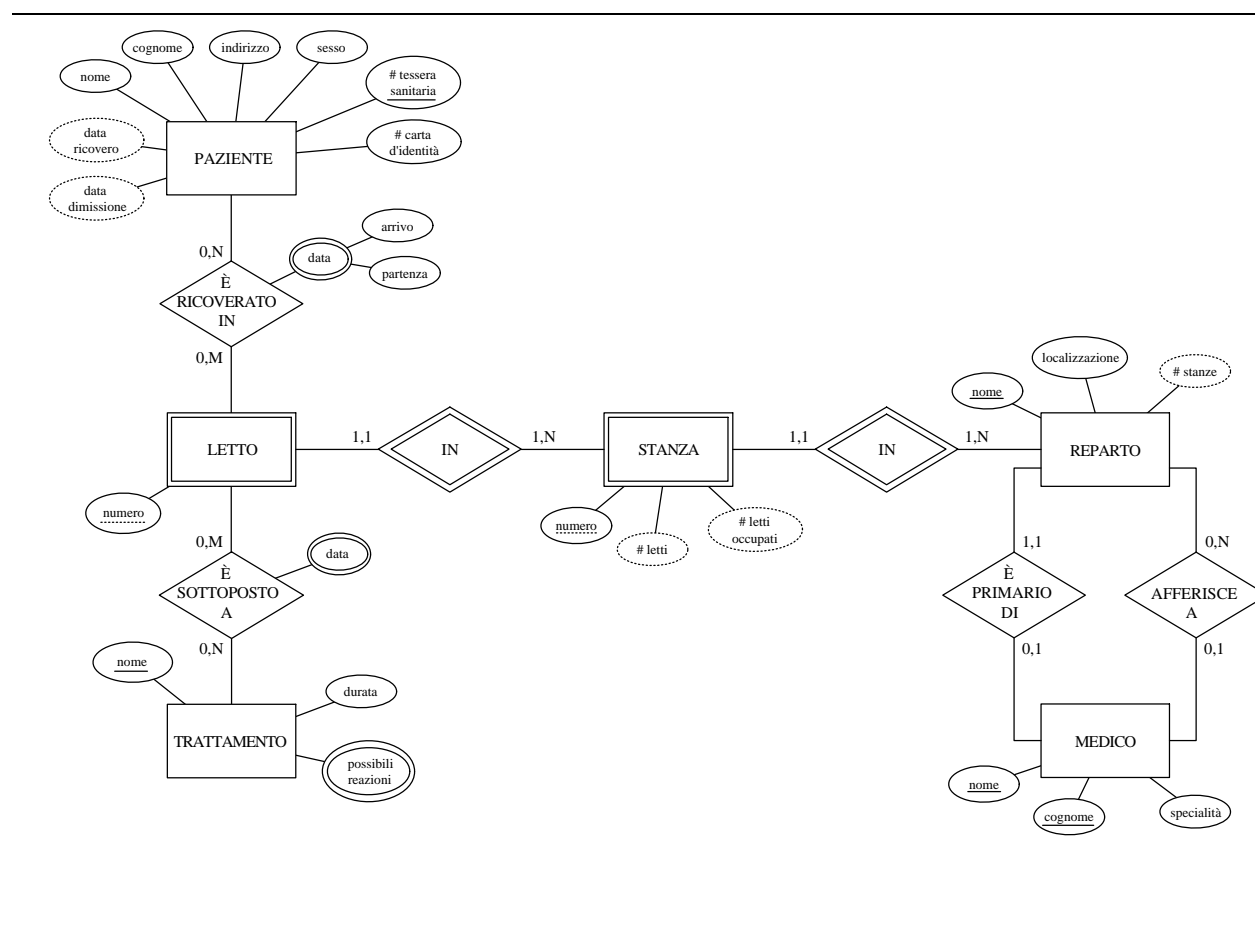 cognome
indirizzo
sesso
nome
# tessera
sanitaria
data
ricovero
PAZIENTE
# carta
d'identità
data
dimissione
arrivo
0,N
data
partenza
È
RICOVERATO
IN
0,M
localizzazione
# stanze
nome
LETTO
1,1
IN
1,N
STANZA
1,1
IN
1,N
REPARTO
numero
numero
# letti
# letti
occupati
0,M
data
1,1
0,N
È
SOTTOPOSTO
A
È
PRIMARIO
DI
AFFERISCE
A
0,N
0,1
0,1
nome
durata
TRATTAMENTO
possibili
reazioni
MEDICO
nome
cognome
specialità